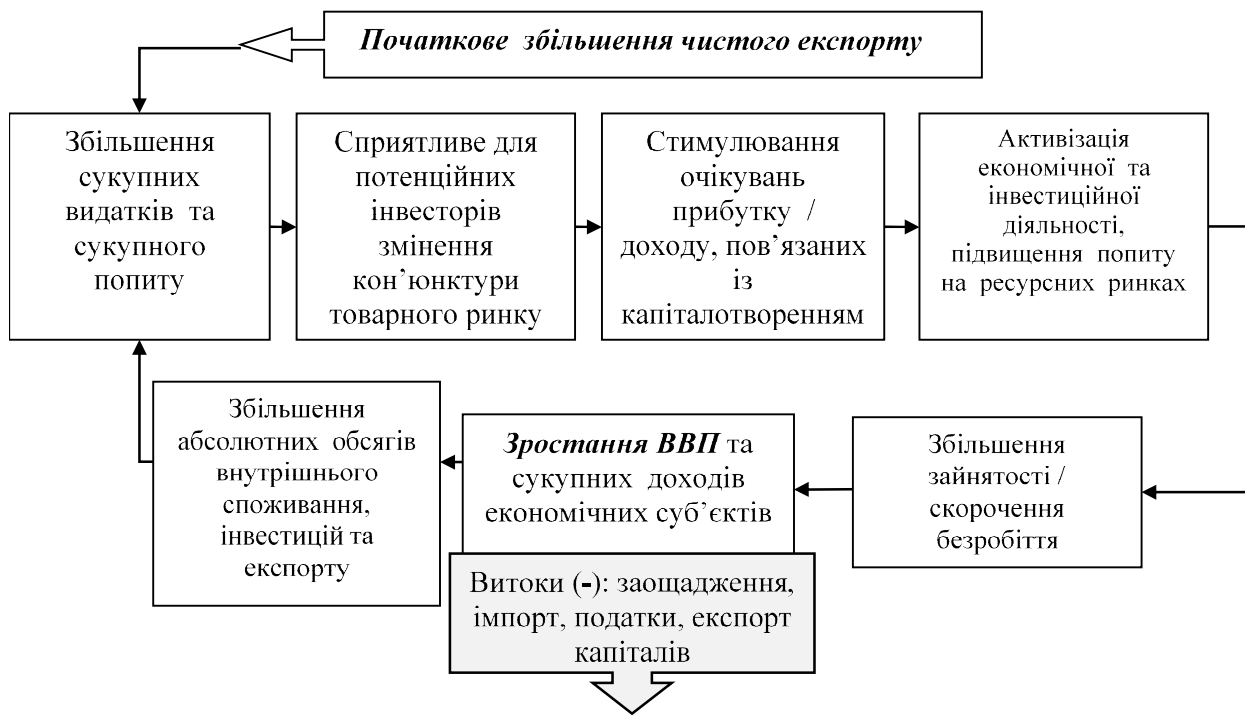 Початкове збільшення чистого експорту
Збільшення
сукупних
видатків та
сукупного
попиту
Сприятливе для
потенційних
інвесторів
змінення
кон’юнктури
товарного ринку
Стимулювання
очікувань
прибутку /
доходу, пов’язаних
із
капіталотворенням
Активізація
економічної та
інвестиційної
діяльності,
підвищення попиту
на ресурсних ринках
Збільшення
абсолютних обсягів
внутрішнього
споживання,
інвестицій та
експорту
Зростання ВВП та
сукупних доходів
економічних суб’єктів
Витоки (-): заощадження,
імпорт, податки, експорт
капіталів
Збільшення
зайнятості /
скорочення
безробіття